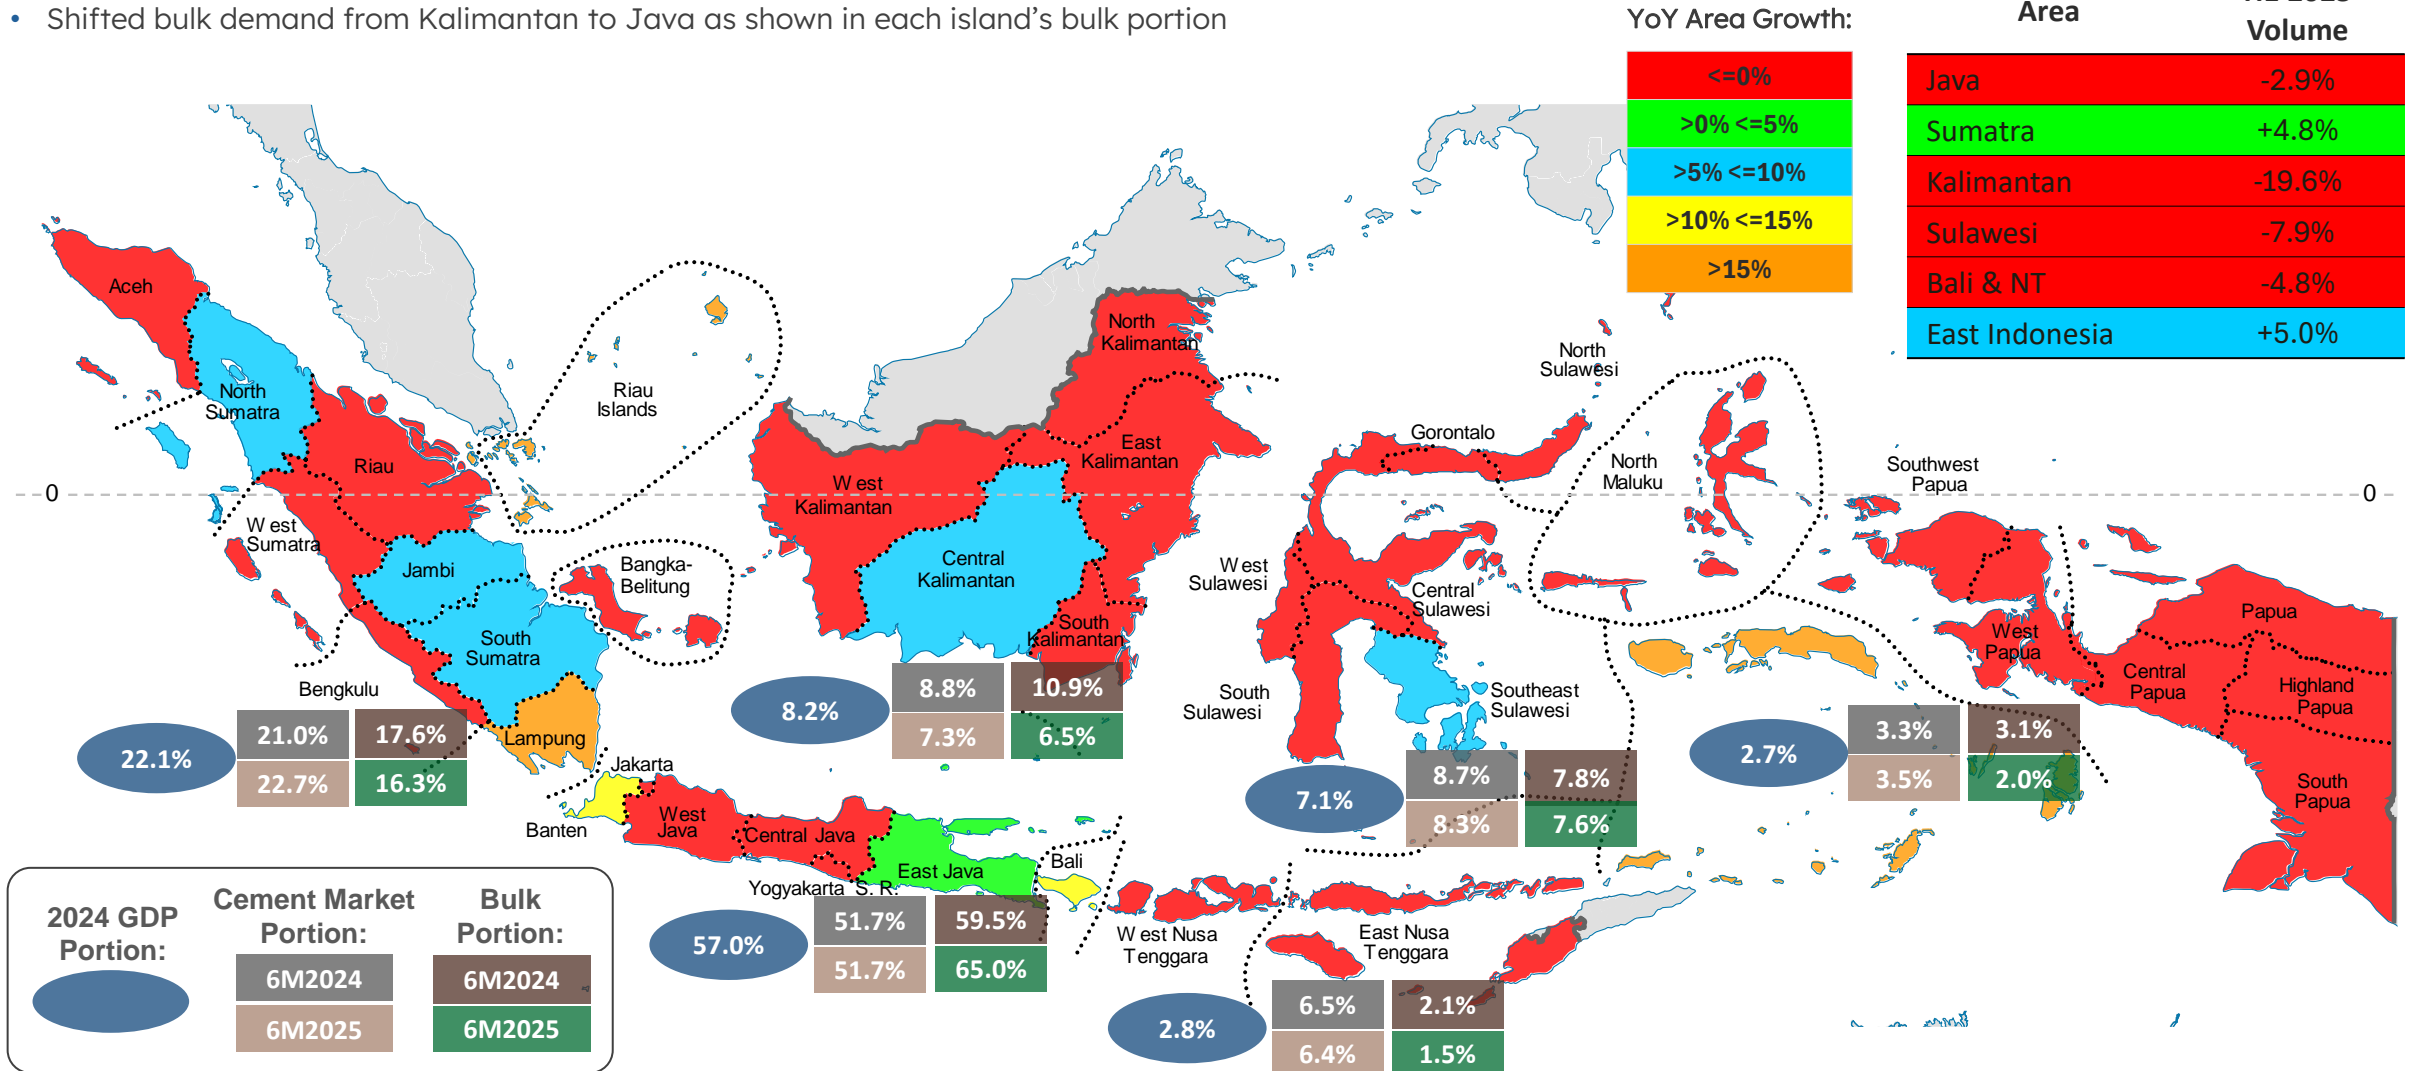 • Shifted bulk demand from Kalimantan to Java as shown in each island’s bulk portion
YoY Area Growth:
<=0%
>0% <=5%
>5% <=10%
>10% <=15%
>15%
Area
Volume
Java -2.9%
Sumatra +4.8%
Kalimantan -19.6%
Sulawesi -7.9%
Bali & NT -4.8%
East Indonesia +5.0%
Aceh
North
Sumatra
Riau
Riau
Islands
West
Sumatra
Jambi
Bangka-
Belitung
South
Sumatra
Bengkulu
Lampung
22.1%
21.0% 17.6%
22.7% 16.3%
North
Kalimantan
East
Kalimantan
West
Kalimantan
Central
Kalimantan
South
Kalimantan
8.2%
8.8% 10.9%
7.3% 6.5%
North
Sulawesi
Gorontalo
West
Sulawesi
Central
Sulawesi
South
Sulawesi
Southeast
Sulawesi
7.1%
8.7% 7.8%
8.3% 7.6%
North
Maluku
Southwest
Papua
West
Papua
Papua
Central
Papua
Highland
Papua
South
Papua
2.7%
3.3% 3.1%
3.5% 2.0%
0
0
Jakarta
Banten
West
Java
Central Java
Yogyakarta S. R.
East Java
Bali
57.0%
51.7% 59.5%
51.7% 65.0%
West Nusa
Tenggara
East Nusa
Tenggara
2.8%
6.5% 2.1%
6.4% 1.5%
2024 GDP
Portion:
Cement Market
Portion:
6M2024
6M2025
Bulk
Portion:
6M2024
6M2025